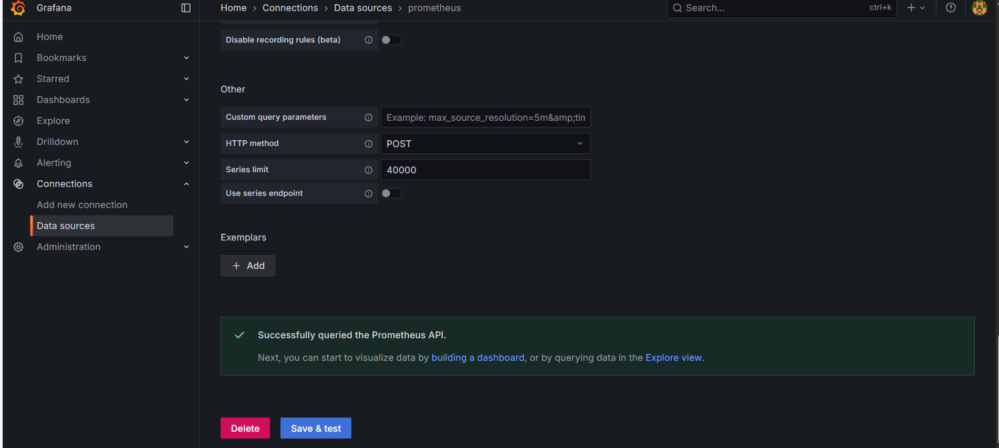 Grafana
Home › Connections › Data sources › prometheus
Search...
ctrl+k
Home
Bookmarks
Starred
Dashboards
Explore
Drilldown
Alerting
Connections
Add new connection
Data sources
Administration
Disable recording rules (beta)
Other
Custom query parameters
Example: max_source_resolution=5m&amp;tim
HTTP method
POST
Series limit
40000
Use series endpoint
Exemplars
+ Add
Successfully queried the Prometheus API.
Next, you can start to visualize data by building a dashboard, or by querying data in the Explore view.
Delete
Save & test